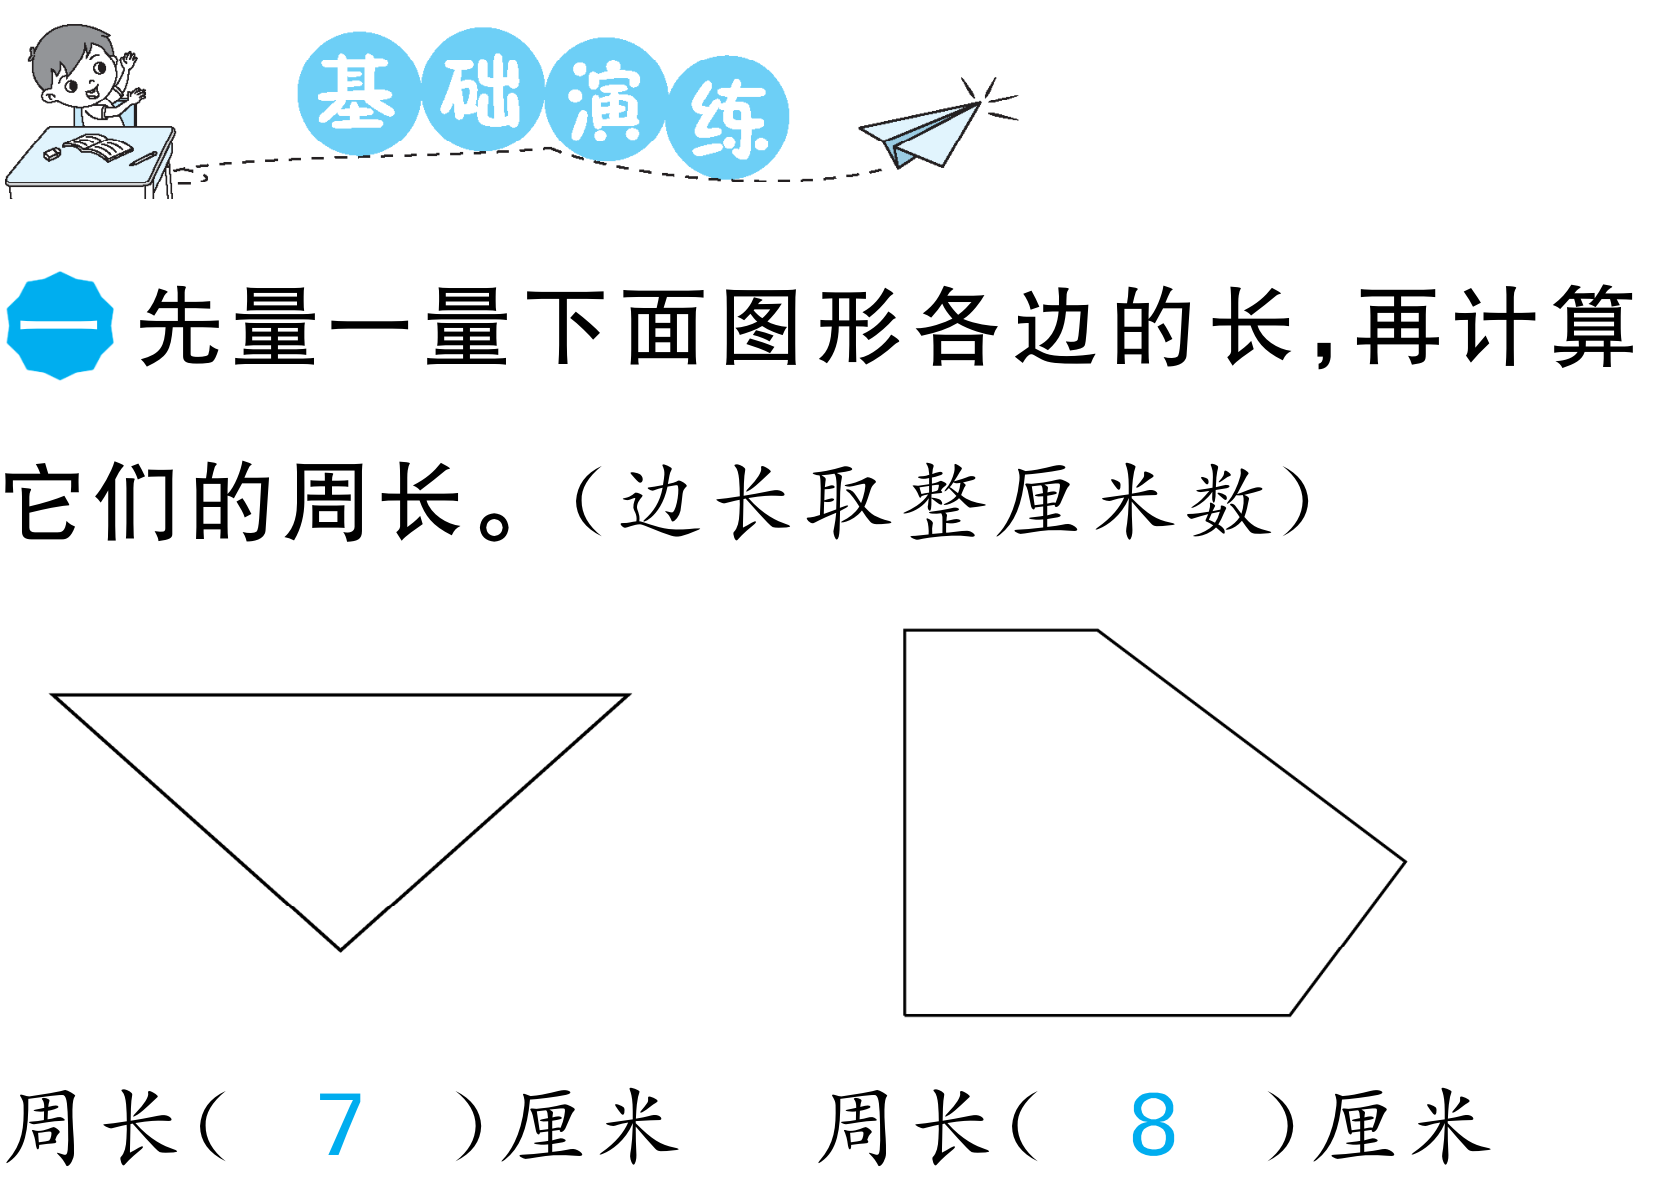 基础演练
一 先量一量下面图形各边的长,再计算
它们的周长。(边长取整厘米数)
周长( 7 )厘米 周长( 8 )厘米